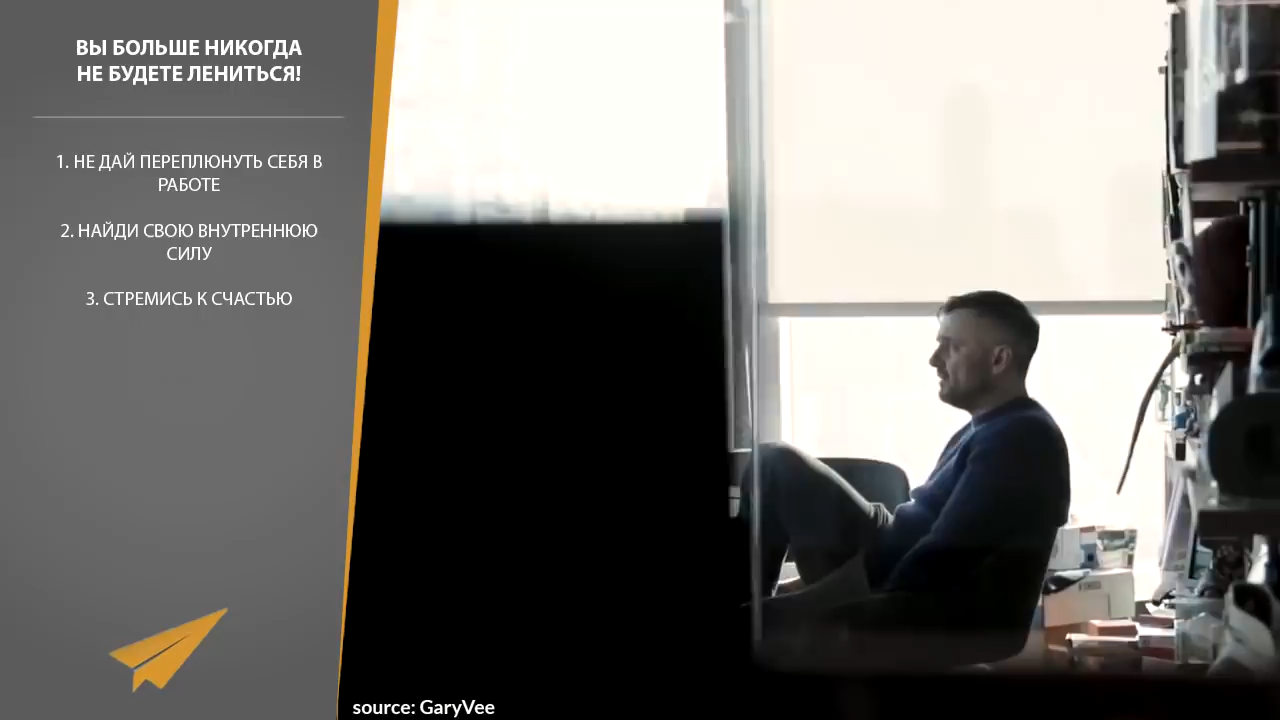 ВЫ БОЛЬШЕ НИКОГДА
НЕ БУДЕТЕ ЛЕНИТЬСЯ!
1. НЕ ДАЙ ПЕРЕПЛЮНУТЬ СЕБЯ В
РАБОТЕ
2. НАЙДИ СВОЮ ВНУТРЕННЮЮ
СИЛУ
3. СТРЕМИСЬ К СЧАСТЬЮ
source: GaryVee